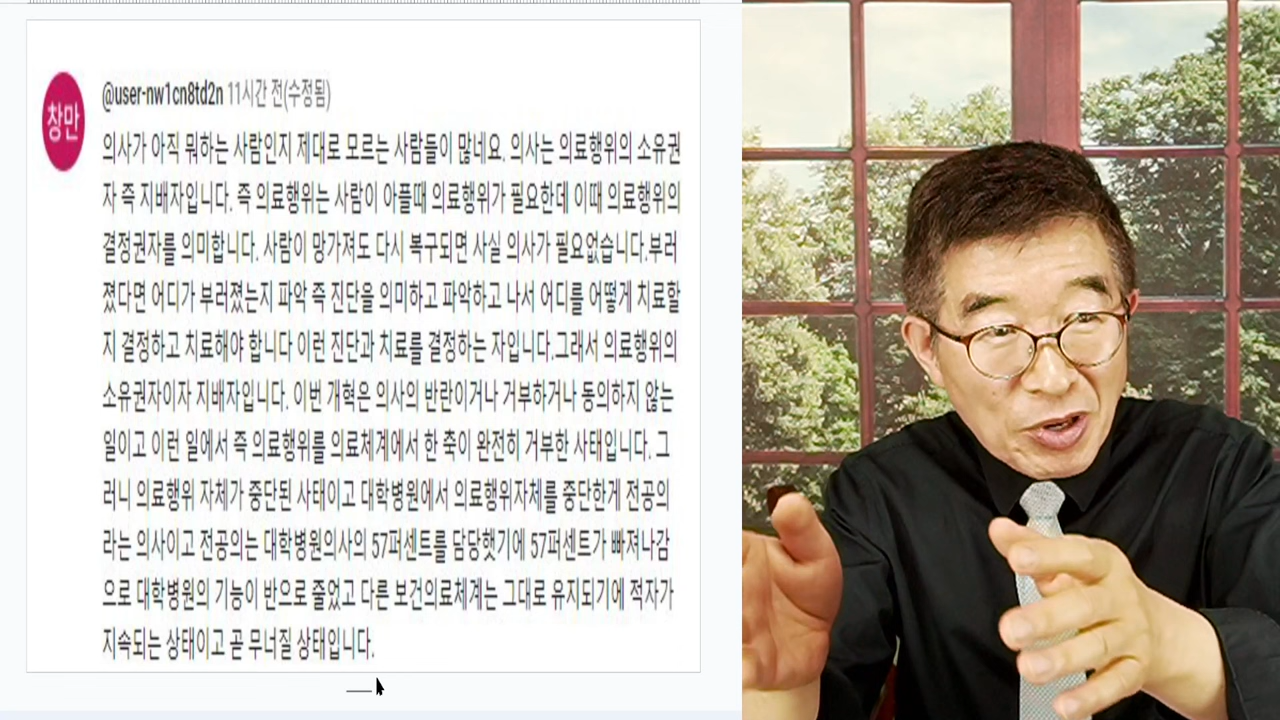 창만
@user-nw1cn8td2n 11시간 전(수정됨)
의사가 아직 뭐하는 사람인지 제대로 모르는 사람들이 많네요. 의사는 의료행위의 소유권
자 즉 지배자입니다. 즉 의료행위는 사람이 아플때 의료행위가 필요한데 이때 의료행위의
결정권자를 의미합니다. 사람이 망가져도 다시 복구되면 사실 의사가 필요없습니다.부러
졌다면 어디가 부러졌는지 파악 즉 진단을 의미하고 파악하고 나서 어디를 어떻게 치료할
지 결정하고 치료해야 합니다 이런 진단과 치료를 결정하는 자입니다.그래서 의료행위의
소유권자이자 지배자입니다. 이번 개혁은 의사의 반란이거나 거부하거나 동의하지 않는
일이고 이런 일에서 즉 의료행위를 의료체계에서 한 축이 완전히 거부한 사태입니다. 그
러니 의료행위 자체가 중단된 사태이고 대학병원에서 의료행위자체를 중단한게 전공의
라는 의사이고 전공의는 대학병원의사의 57퍼센트를 담당햇기에 57퍼센트가 빠져나감
으로 대학병원의 기능이 반으로 줄었고 다른 보건의료체계는 그대로 유지되기에 적자가
지속되는 상태이고 곧 무너질 상태입니다.